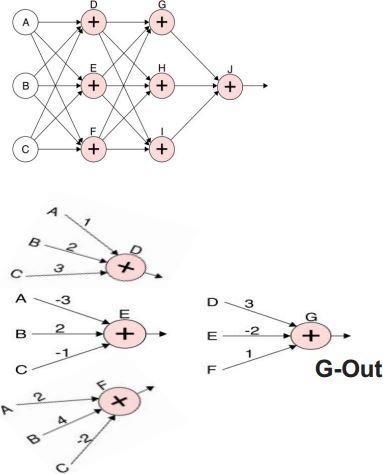 D G
A
E H J
B
F I
C
A 1
B 2 D
C 3
A -3 E
B 2
C -1
D 3 G
E -2
F 1
G-Out
A 2 F
B 4
C -2